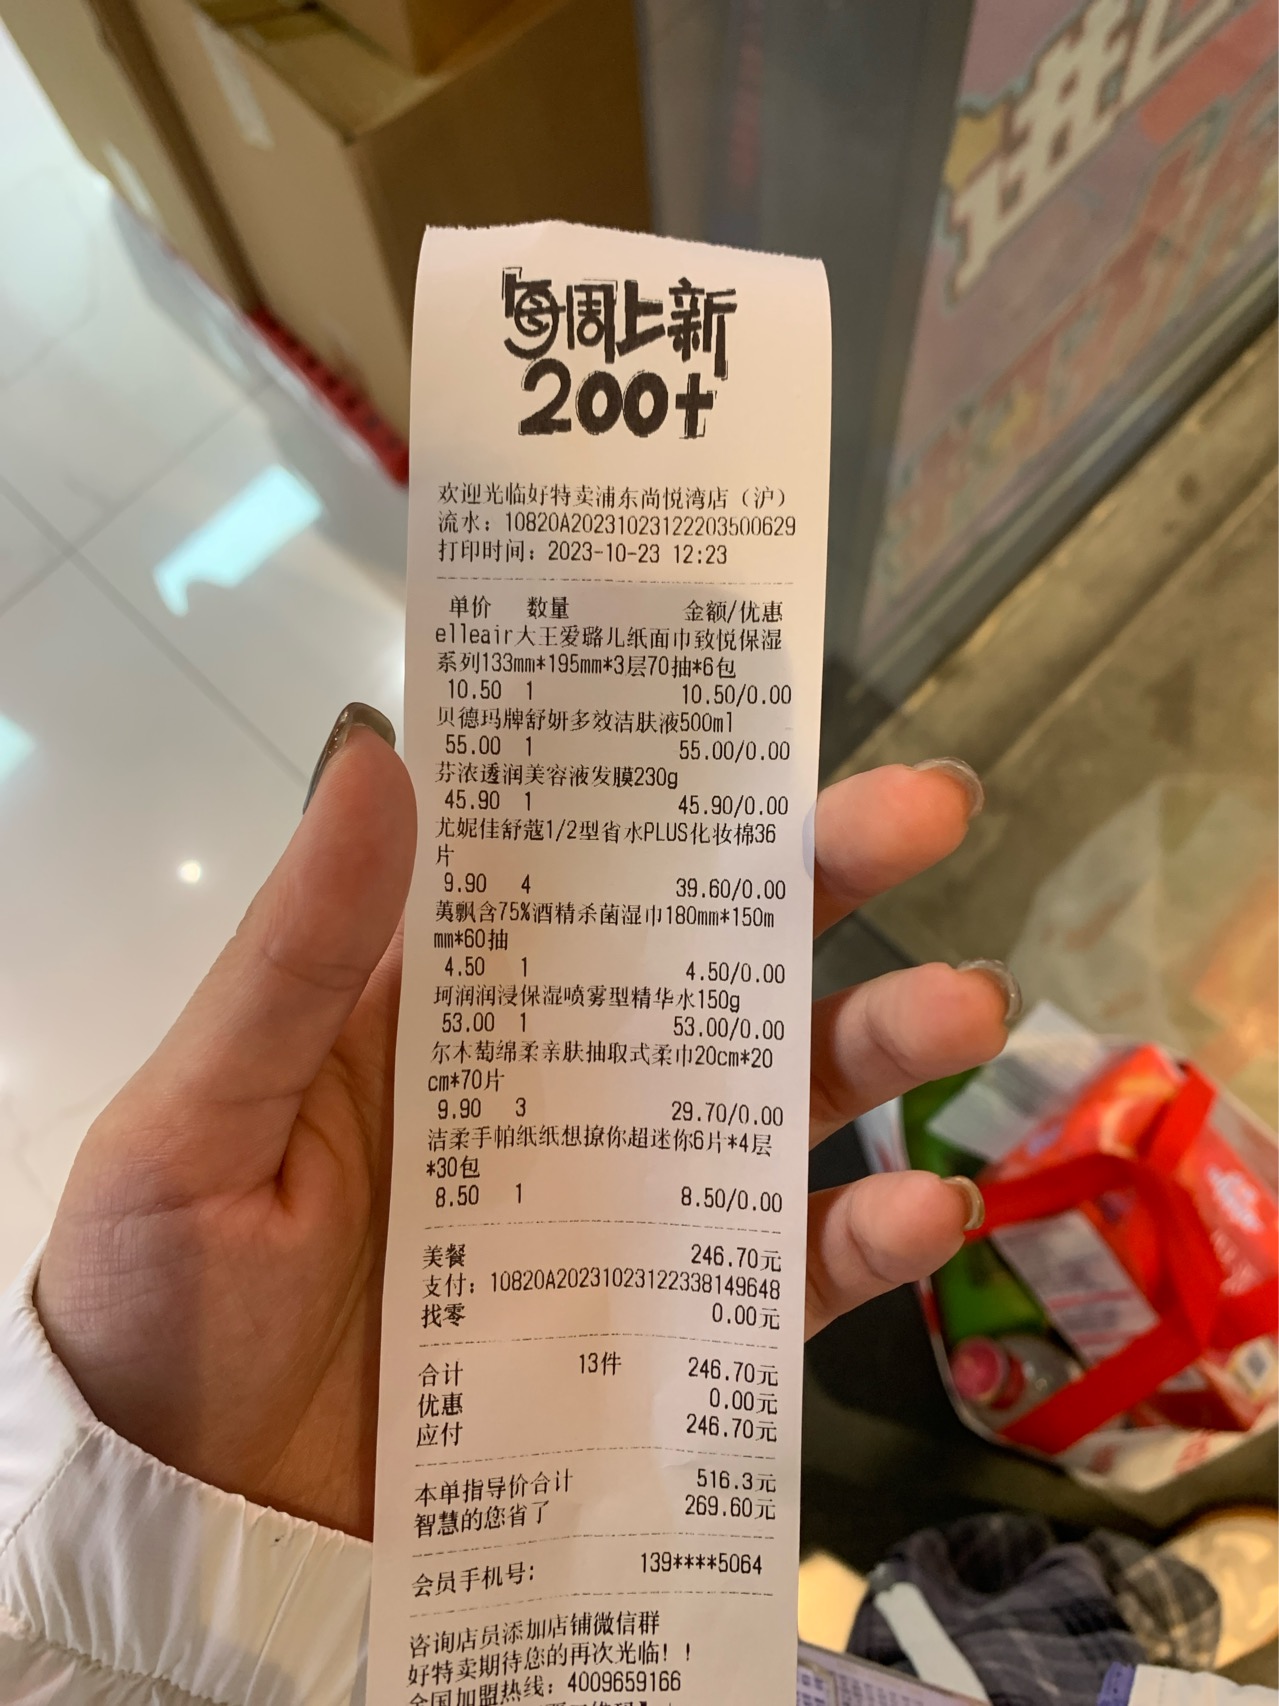 每周上新
200+
欢迎光临好特卖浦东尚悦湾店（沪）
流水：10820A20231023122203500629
打印时间：2023-10-23 12:23
单价 数量 金额/优惠
elleair大王爱璐儿纸面巾致悦保湿
系列133mm*195mm*3层70抽*6包
10.50 1 10.50/0.00
贝德玛牌舒妍多效洁肤液500ml
55.00 1 55.00/0.00
芬浓透润美容液发膜230g
45.90 1 45.90/0.00
尤妮佳舒蔻1/2型省水PLUS化妆棉36
片
9.90 4 39.60/0.00
荑飘含75%酒精杀菌湿巾180mm*150m
mm*60抽
4.50 1 4.50/0.00
珂润润浸保湿喷雾型精华水150g
53.00 1 53.00/0.00
尔木萄绵柔亲肤抽取式柔巾20cm*20
cm*70片
9.90 3 29.70/0.00
洁柔手帕纸纸想撩你超迷你6片*4层
*30包
8.50 1 8.50/0.00
美餐 246.70元
支付：10820A20231023122338149648
找零 0.00元
合计 13件 246.70元
优惠 0.00元
应付 246.70元
本单指导价合计 516.3元
智慧的您省了 269.60元
会员手机号: 139****5064
咨询店员添加店铺微信群
好特卖期待您的再次光临！！
全国加盟热线：4009659166